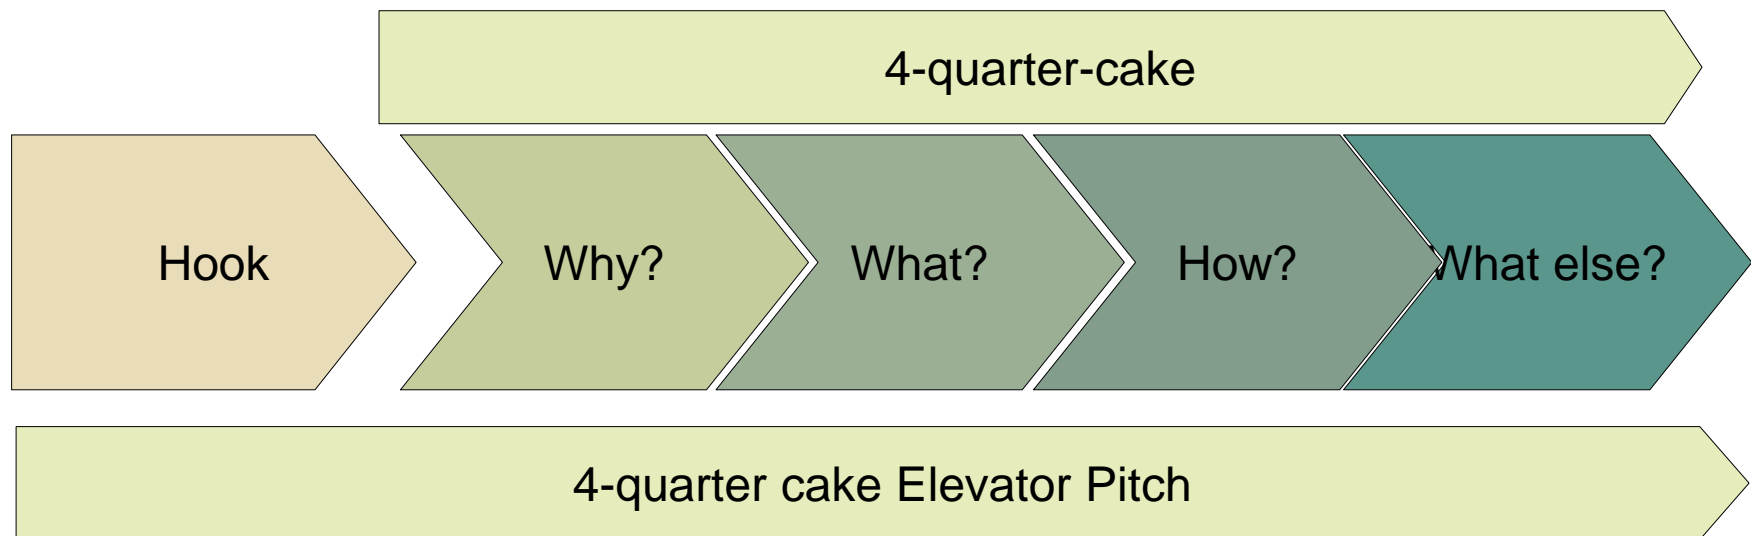 4-quarter-cake
Hook
Why?
What?
How?
What else?
4-quarter cake Elevator Pitch